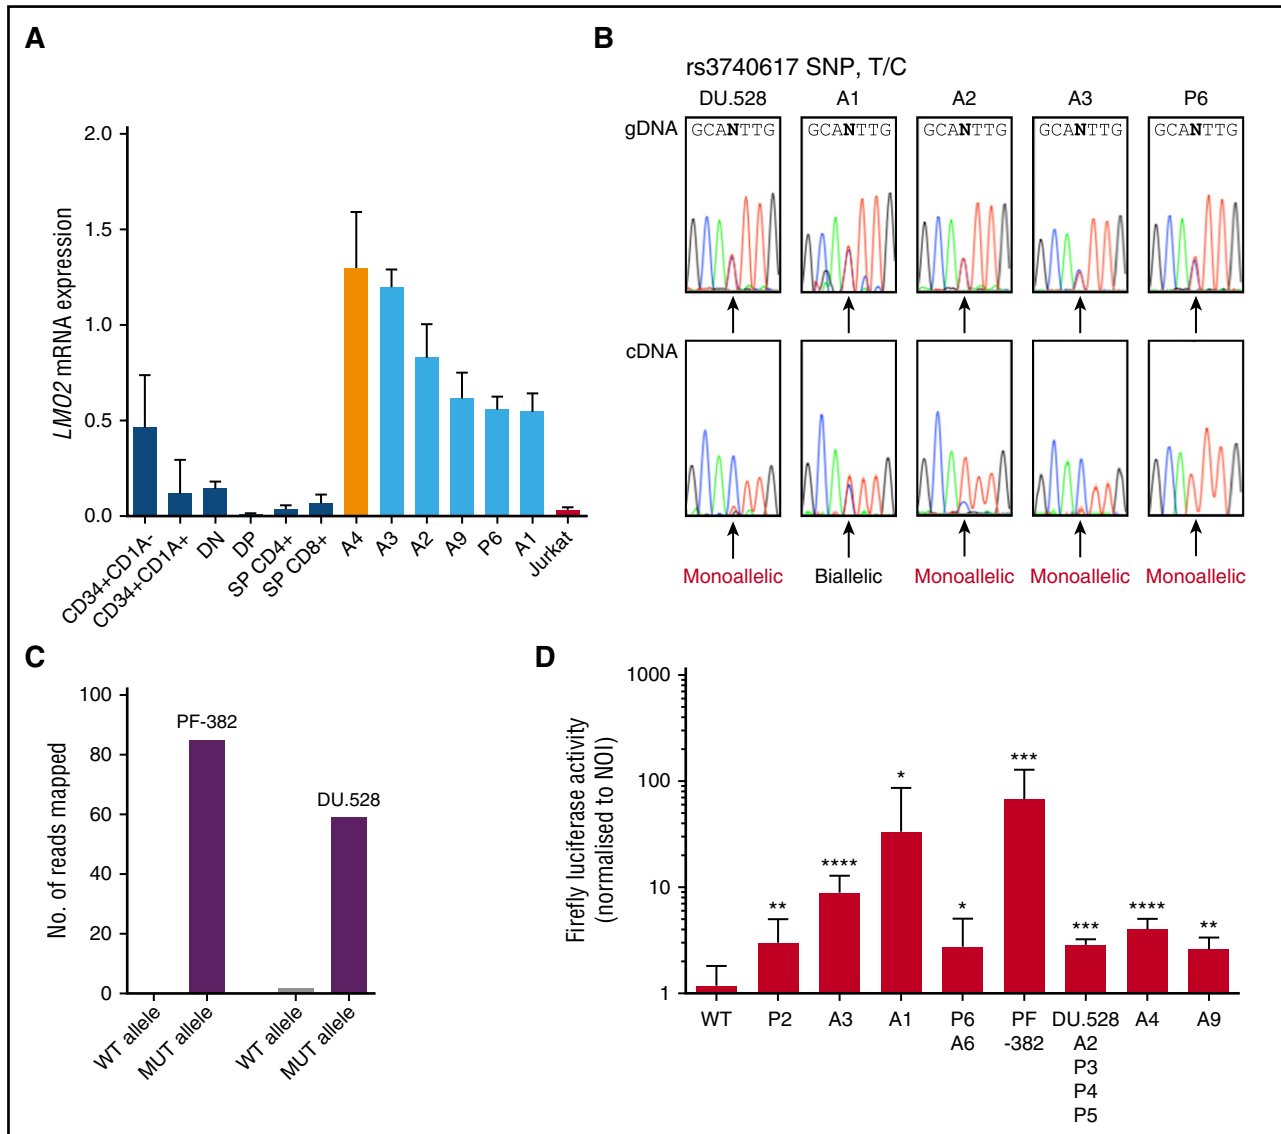 A
2.0
1.5
1.0
0.5
0.0
LMO2 mRNA expression
CD34+CD1A-
CD34+CD1A+
DN
DP
SP CD4+
SP CD8+
A4
A3
A2
A9
P6
A1
Jurkat
B
rs3740617 SNP, T/C
DU.528 A1 A2 A3 P6
gDNA GCANTTG GCANTTG GCANTTG GCANTTG GCANTTG
cDNA
Monoallelic Biallelic Monoallelic Monoallelic Monoallelic
C
100
80
60
40
20
0
No. of reads mapped
PF-382
DU.528
WT allele
MUT allele
WT allele
MUT allele
D
1000
100
10
1
Firefly luciferase activity
(normalised to NOI)
**
****
*
*
***
***
****
**
WT P2 A3 A1 P6 PF DU.528 A4 A9
A6 -382 A2
P3
P4
P5